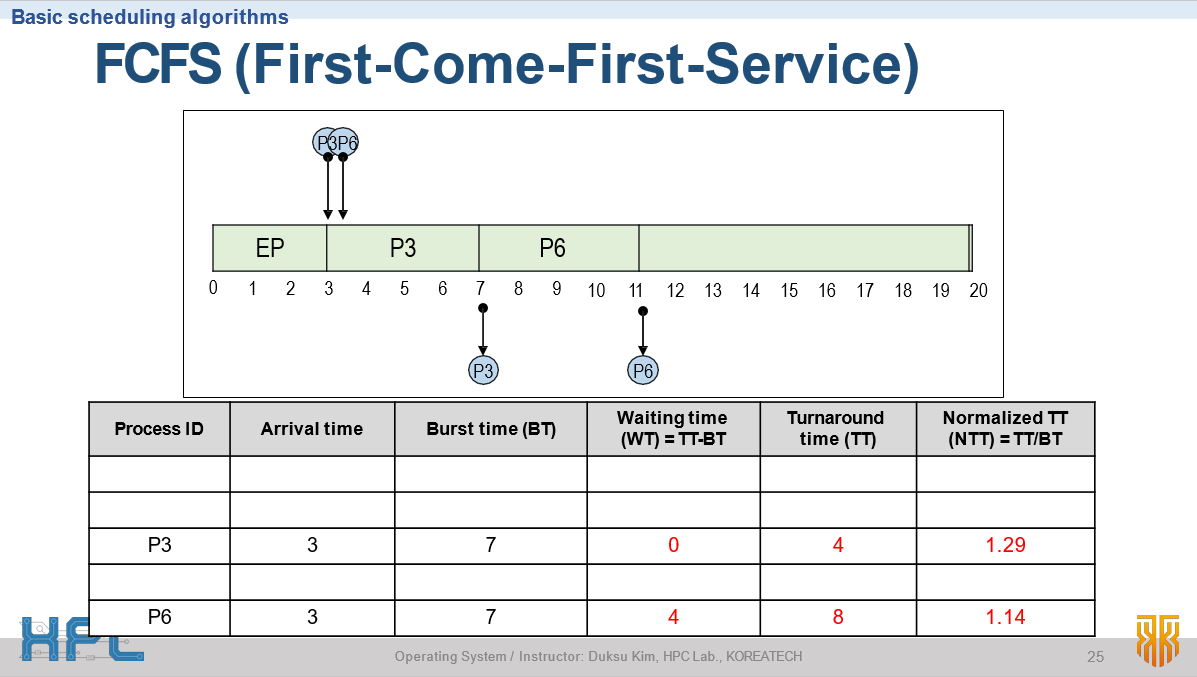 Basic scheduling algorithms
FCFS (First-Come-First-Service)
P3 P6
EP P3 P6
0 1 2 3 4 5 6 7 8 9 10 11 12 13 14 15 16 17 18 19 20
P3 P6
Process ID Arrival time Burst time (BT) Waiting time (WT) = TT-BT Turnaround time (TT) Normalized TT (NTT) = TT/BT
P3 3 7 0 4 1.29
P6 3 7 4 8 1.14
HPC
Operating System / Instructor: Duksu Kim, HPC Lab., KOREATECH
25